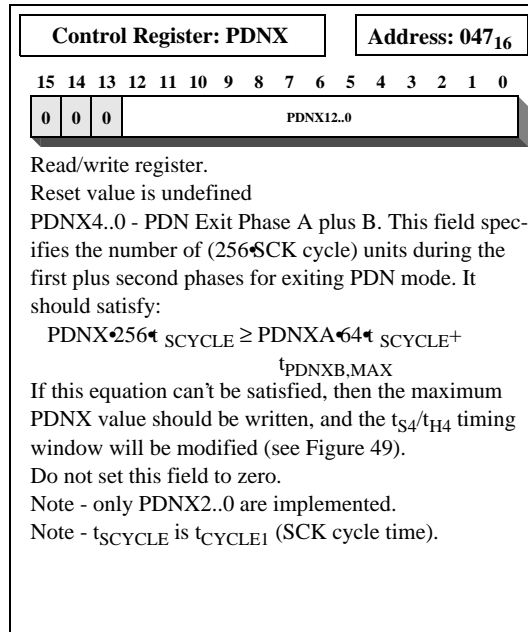 Control Register: PDNX
Address: 047₁₆
15 14 13 12 11 10 9 8 7 6 5 4 3 2 1 0
0 0 0 PDNX12..0
Read/write register.
Reset value is undefined
PDNX4..0 - PDN Exit Phase A plus B. This field spec-
ifies the number of (256•SCK cycle) units during the
first plus second phases for exiting PDN mode. It
should satisfy:
PDNX•256•t SCYCLE ≥ PDNXA•64•t SCYCLE+
tPDNXB,MAX
If this equation can't be satisfied, then the maximum
PDNX value should be written, and the tS4/tH4 timing
window will be modified (see Figure 49).
Do not set this field to zero.
Note - only PDNX2..0 are implemented.
Note - tSCYCLE is tCYCLE1 (SCK cycle time).